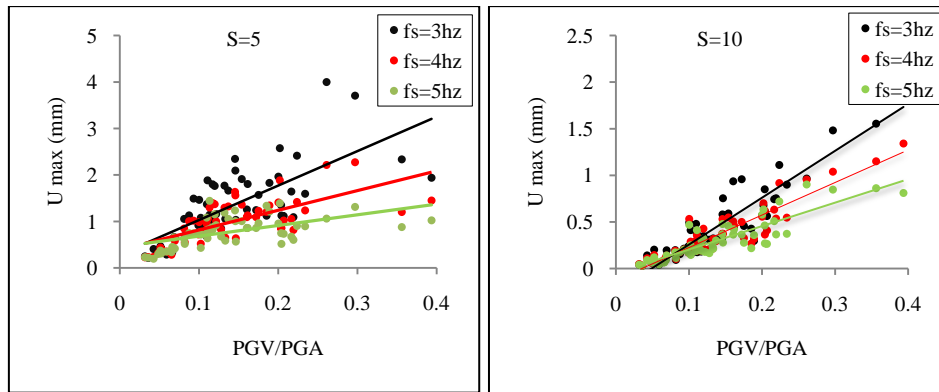 S=5
fs=3hz
fs=4hz
fs=5hz
U max (mm)
5
4
3
2
1
0
0 0.1 0.2 0.3 0.4
PGV/PGA
S=10
fs=3hz
fs=4hz
fs=5hz
U max (mm)
2.5
2
1.5
1
0.5
0
0 0.1 0.2 0.3 0.4
PGV/PGA